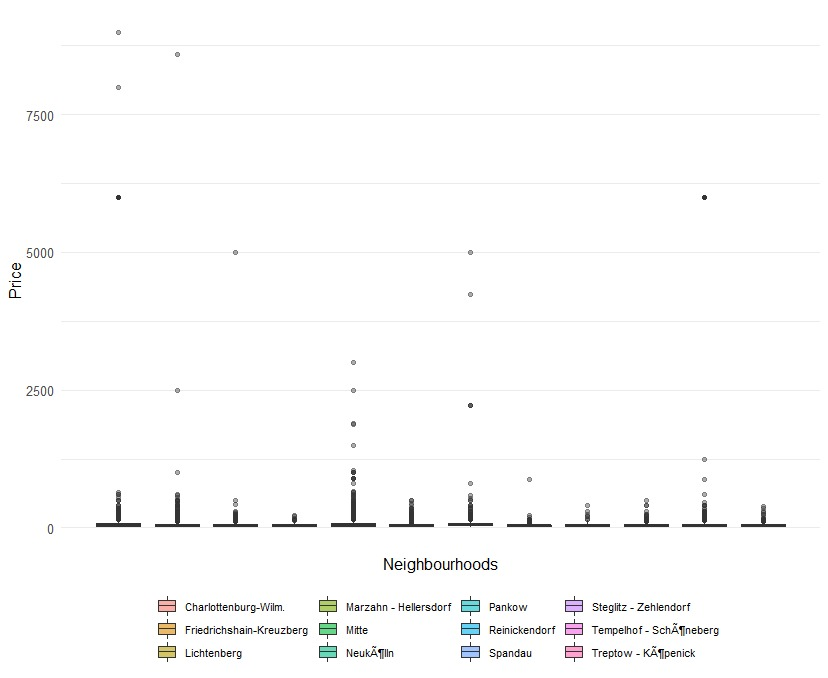 7500
5000
Price
2500
0
Neighbourhoods
Charlottenburg-Wilm. Marzahn - Hellersdorf Pankow Steglitz - Zehlendorf
Friedrichshain-Kreuzberg Mitte Reinickendorf Tempelhof - SchÃ¶neberg
Lichtenberg NeukÃ¶lln Spandau Treptow - KÃ¶penick